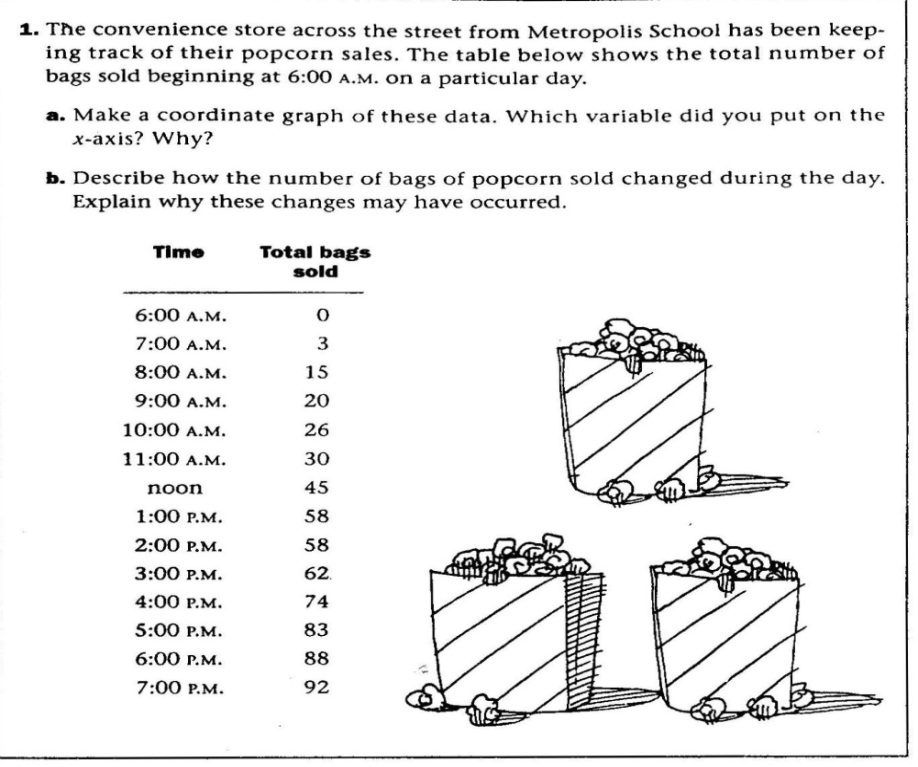 1. The convenience store across the street from Metropolis School has been keep-
ing track of their popcorn sales. The table below shows the total number of
bags sold beginning at 6:00 A.M. on a particular day.
a. Make a coordinate graph of these data. Which variable did you put on the
x-axis? Why?
b. Describe how the number of bags of popcorn sold changed during the day.
Explain why these changes may have occurred.
Time Total bags
sold
6:00 A.M. 0
7:00 A.M. 3
8:00 A.M. 15
9:00 A.M. 20
10:00 A.M. 26
11:00 A.M. 30
noon 45
1:00 P.M. 58
2:00 P.M. 58
3:00 P.M. 62
4:00 P.M. 74
5:00 P.M. 83
6:00 P.M. 88
7:00 P.M. 92